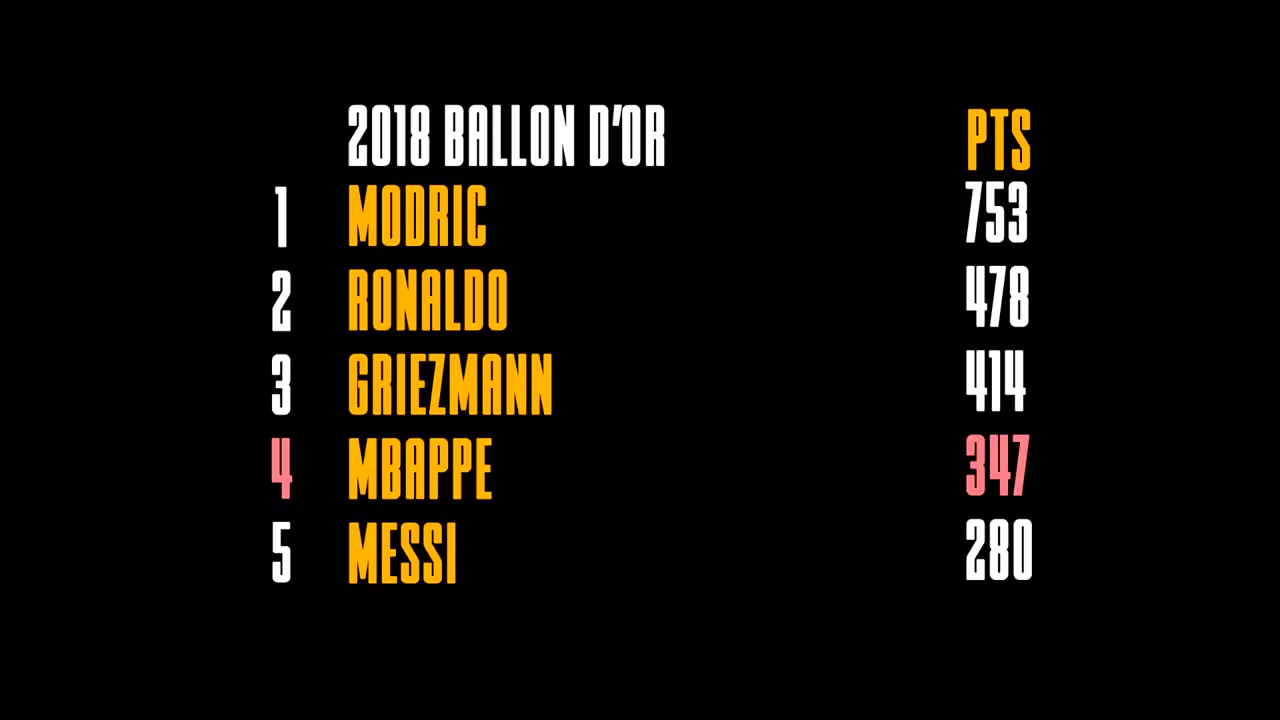 2018 BALLON D'OR PTS
1 MODRIC 753
2 RONALDO 478
3 GRIEZMANN 414
4 MBAPPE 347
5 MESSI 280